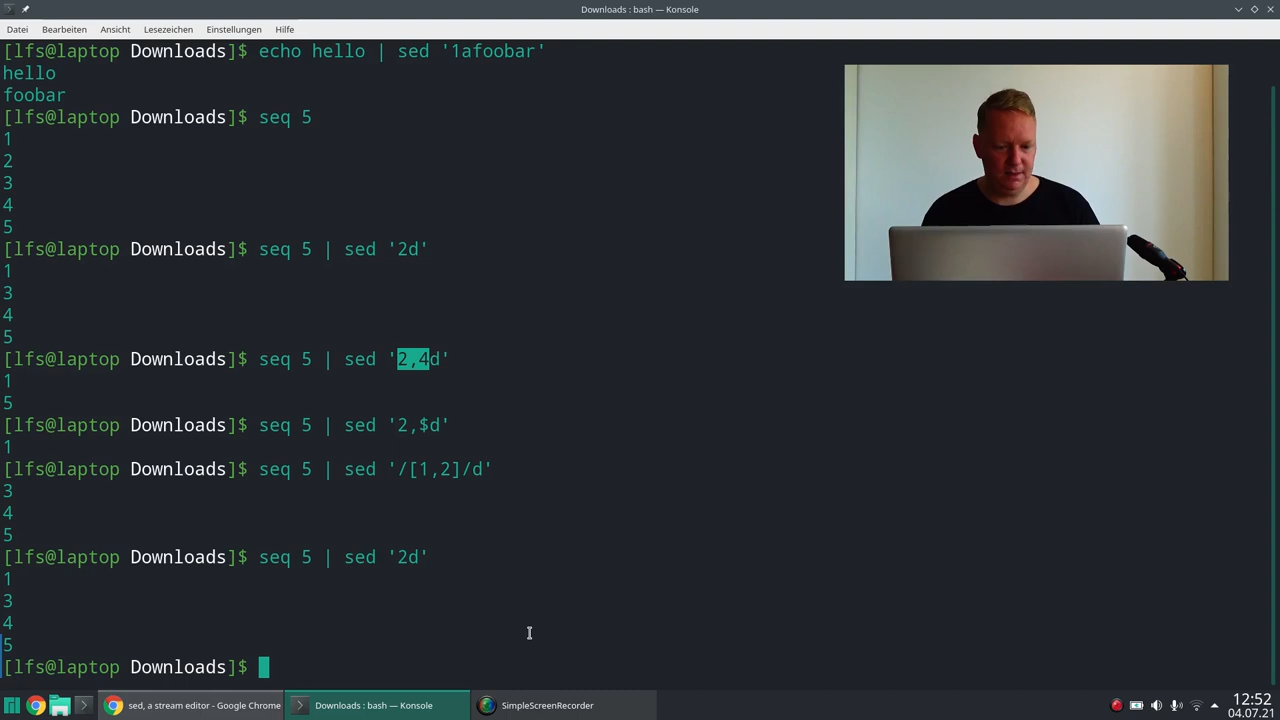 Downloads : bash — Konsole
Datei Bearbeiten Ansicht Lesezeichen Einstellungen Hilfe
[lfs@laptop Downloads]$ echo hello | sed '1afoobar'
hello
foobar
[lfs@laptop Downloads]$ seq 5
1
2
3
4
5
[lfs@laptop Downloads]$ seq 5 | sed '2d'
1
3
4
5
[lfs@laptop Downloads]$ seq 5 | sed '2,4d'
1
5
[lfs@laptop Downloads]$ seq 5 | sed '2,$d'
1
[lfs@laptop Downloads]$ seq 5 | sed '/[1,2]/d'
3
4
5
[lfs@laptop Downloads]$ seq 5 | sed '2d'
1
3
4
5
[lfs@laptop Downloads]$
sed, a stream editor - Google Chrome Downloads : bash — Konsole SimpleScreenRecorder 12:52
04.07.21